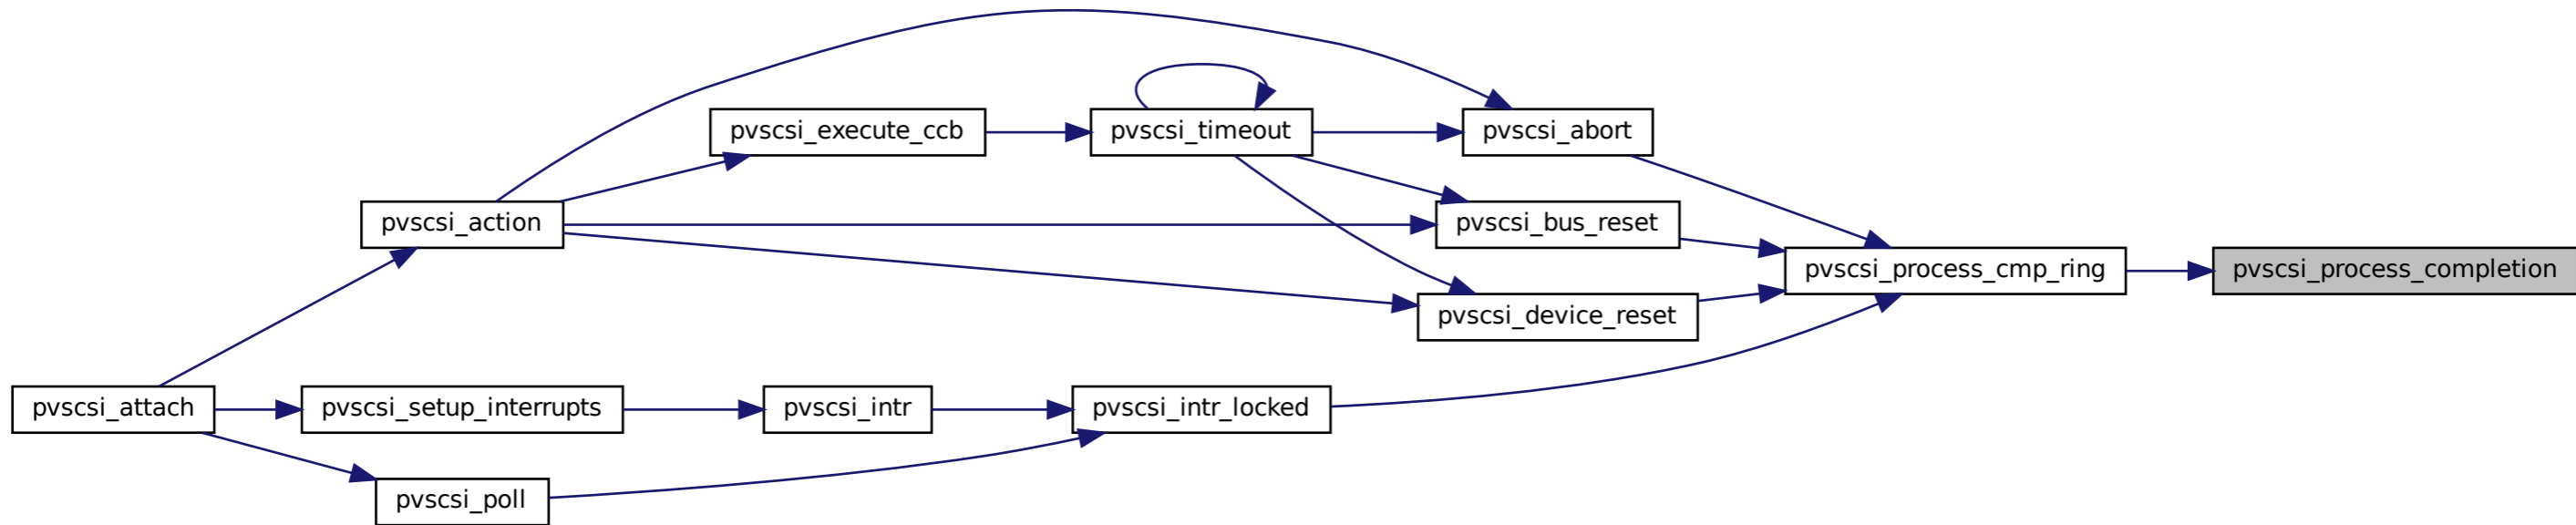 pvscsi_execute_ccb
pvscsi_timeout
pvscsi_abort
pvscsi_action
pvscsi_bus_reset
pvscsi_process_cmp_ring
pvscsi_process_completion
pvscsi_device_reset
pvscsi_attach
pvscsi_setup_interrupts
pvscsi_intr
pvscsi_intr_locked
pvscsi_poll